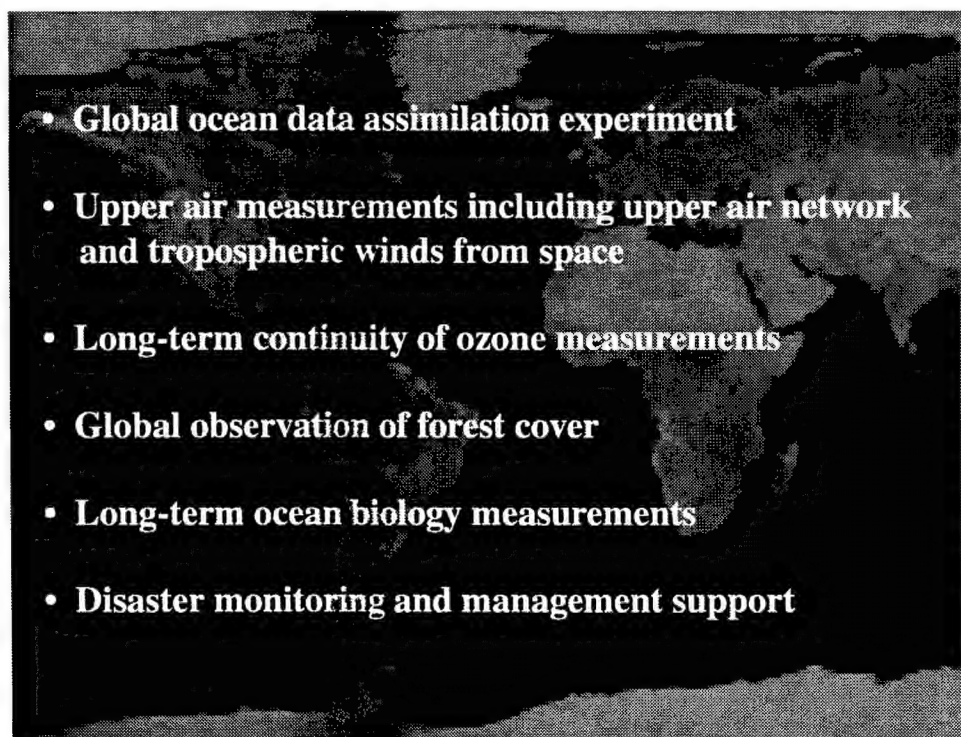 • Global ocean data assimilation experiment
• Upper air measurements including upper air network
and tropospheric winds from space
• Long-term continuity of ozone measurements
• Global observation of forest cover
• Long-term ocean biology measurements
• Disaster monitoring and management support